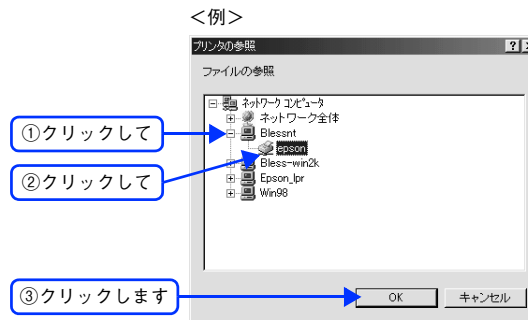 ＜例＞
プリンタの参照
ファイルの参照
ネットワーク コンピュータ
ネットワーク全体
Blessnt
epson
Bless-win2k
Epson_lpr
Win98
①クリックして
②クリックして
③クリックします
OK
キャンセル